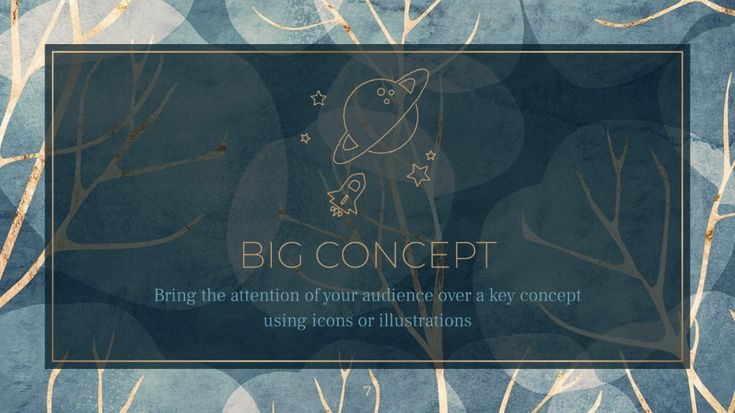 BIG CONCEPT
Bring the attention of your audience over a key concept
using icons or illustrations
7